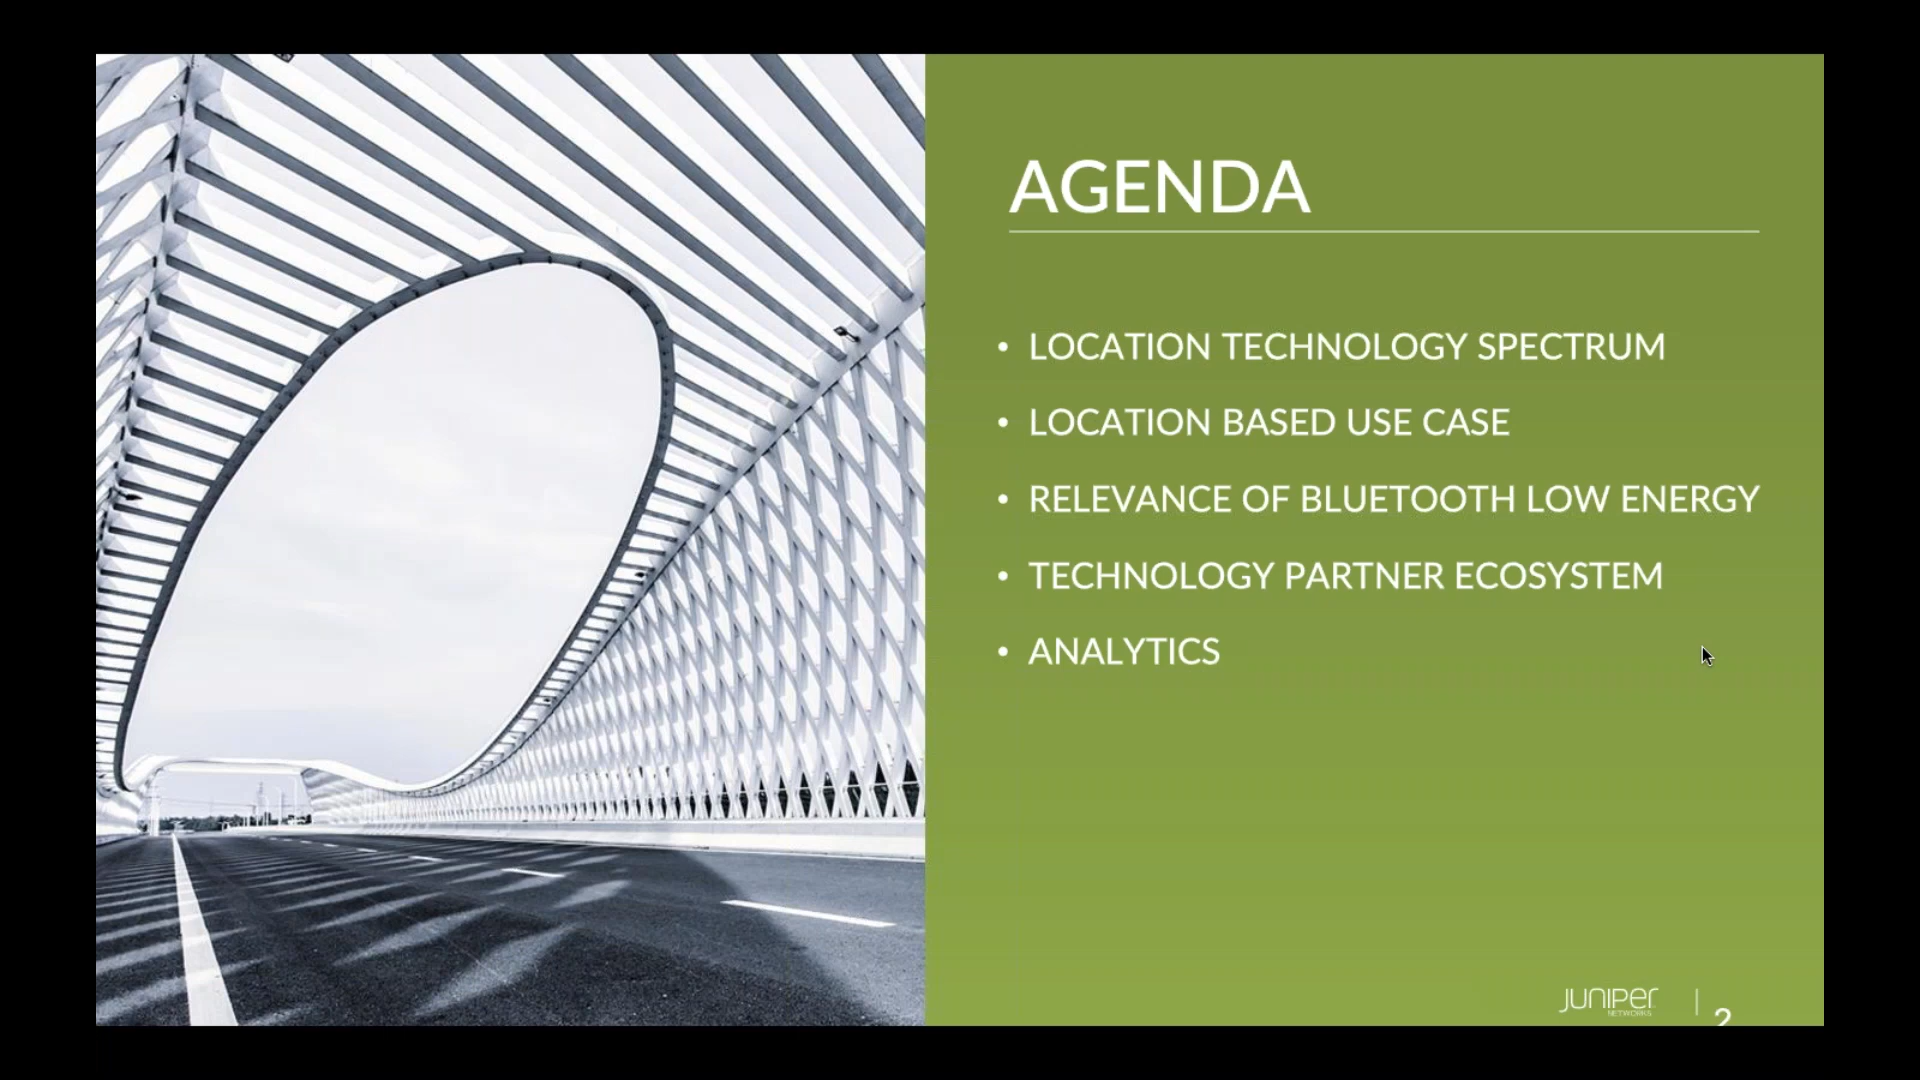 AGENDA
• LOCATION TECHNOLOGY SPECTRUM
• LOCATION BASED USE CASE
• RELEVANCE OF BLUETOOTH LOW ENERGY
• TECHNOLOGY PARTNER ECOSYSTEM
• ANALYTICS
JUNIPER
NETWORKS
2